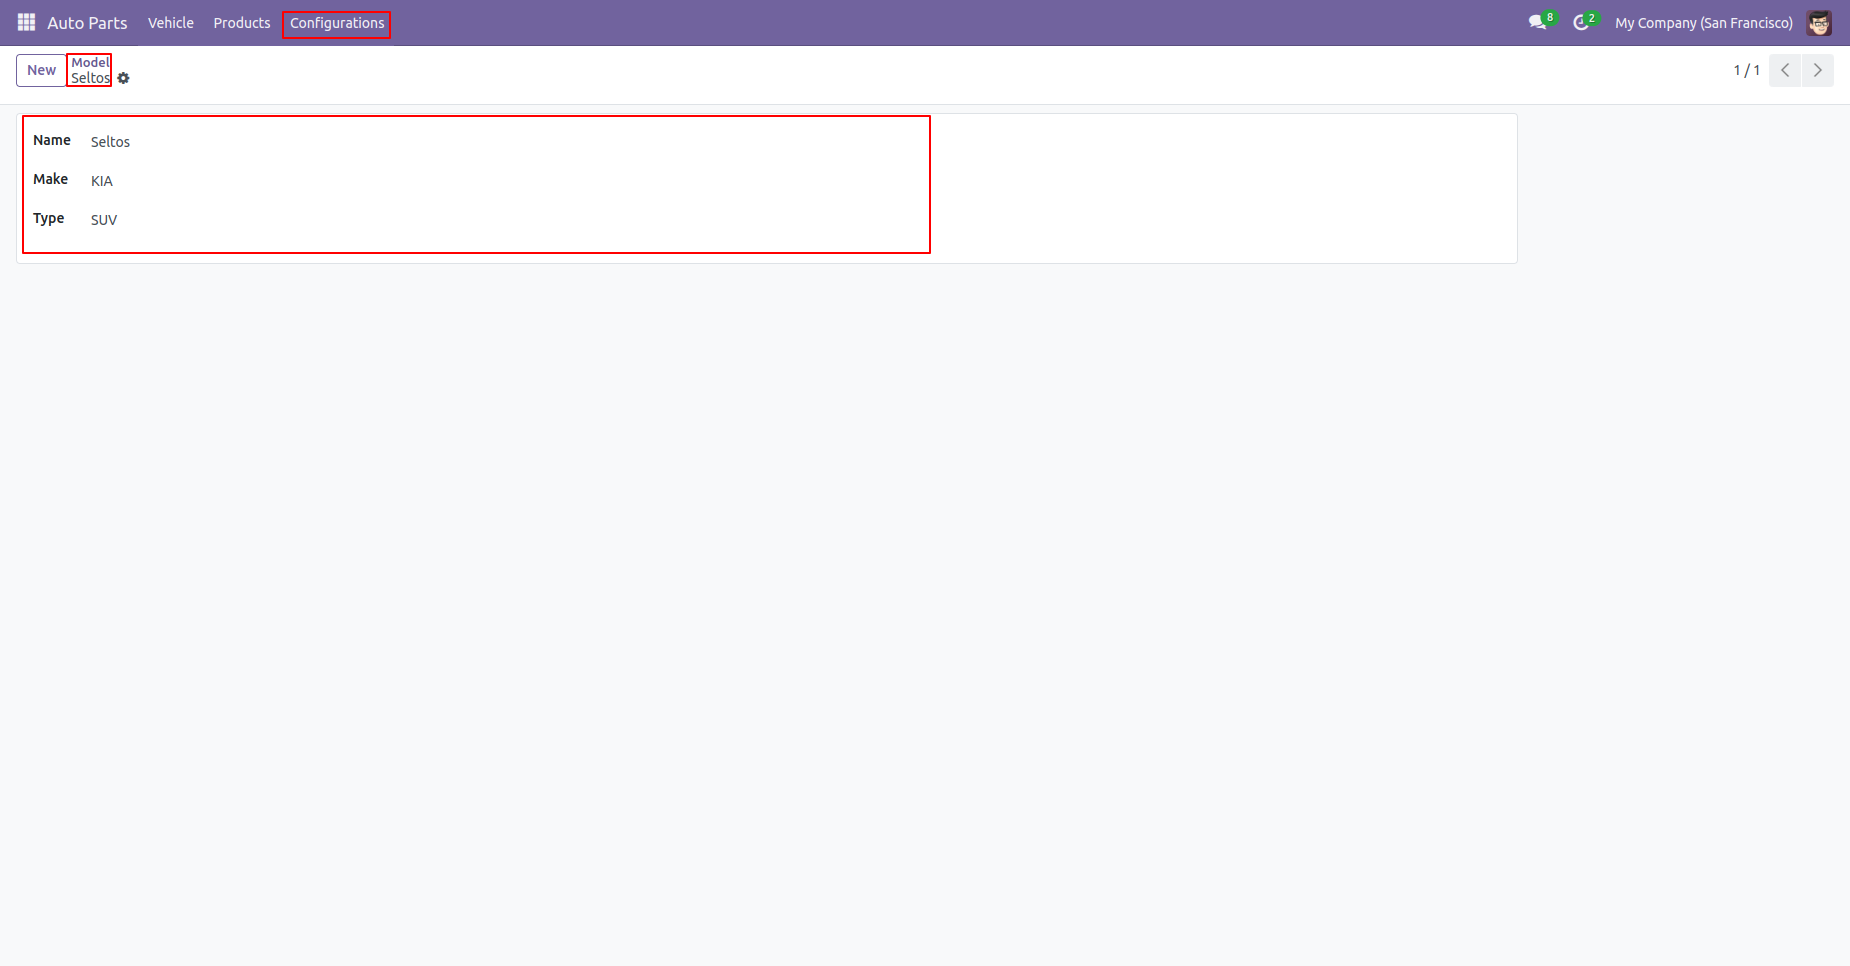 Auto Parts Vehicle Products Configurations 8 2 My Company (San Francisco)
New Model 1 / 1
Seltos
Name Seltos
Make KIA
Type SUV